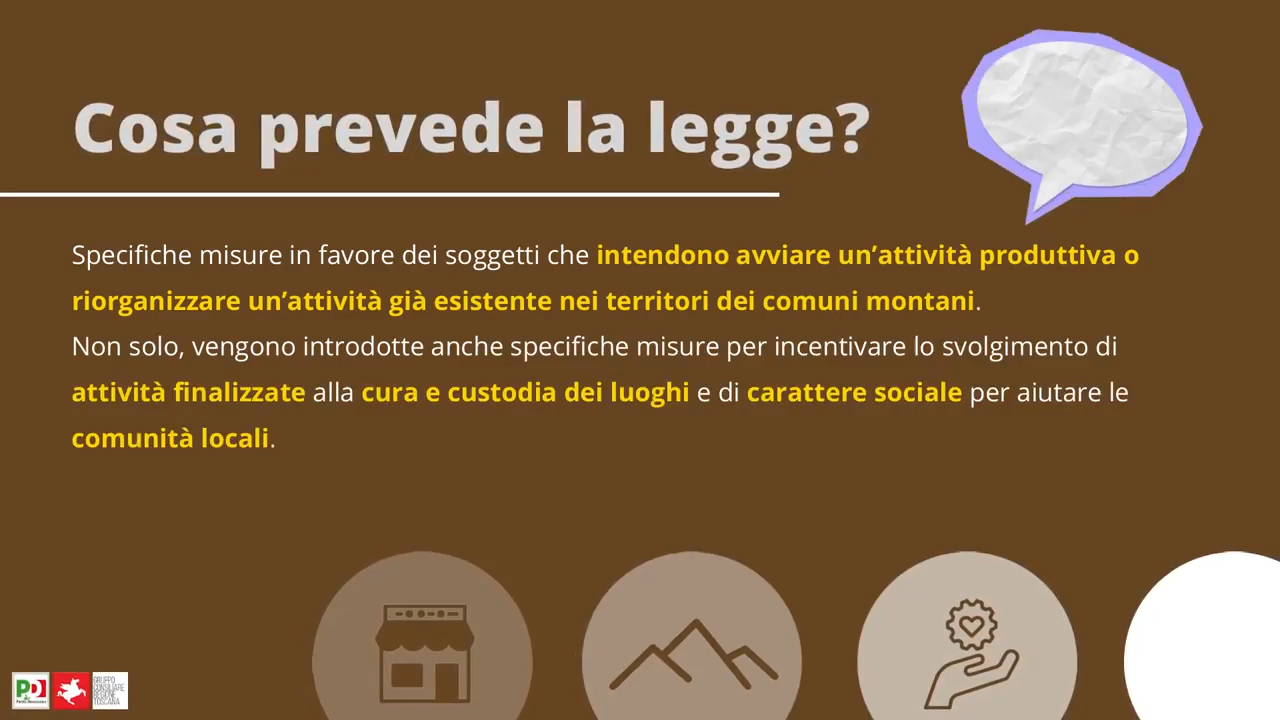 Cosa prevede la legge?
Specifiche misure in favore dei soggetti che intendono avviare un’attività produttiva o
riorganizzare un’attività già esistente nei territori dei comuni montani.
Non solo, vengono introdotte anche specifiche misure per incentivare lo svolgimento di
attività finalizzate alla cura e custodia dei luoghi e di carattere sociale per aiutare le
comunità locali.
PD
Partito Democratico
GRUPPO
CONSILIARE
REGIONE
TOSCANA